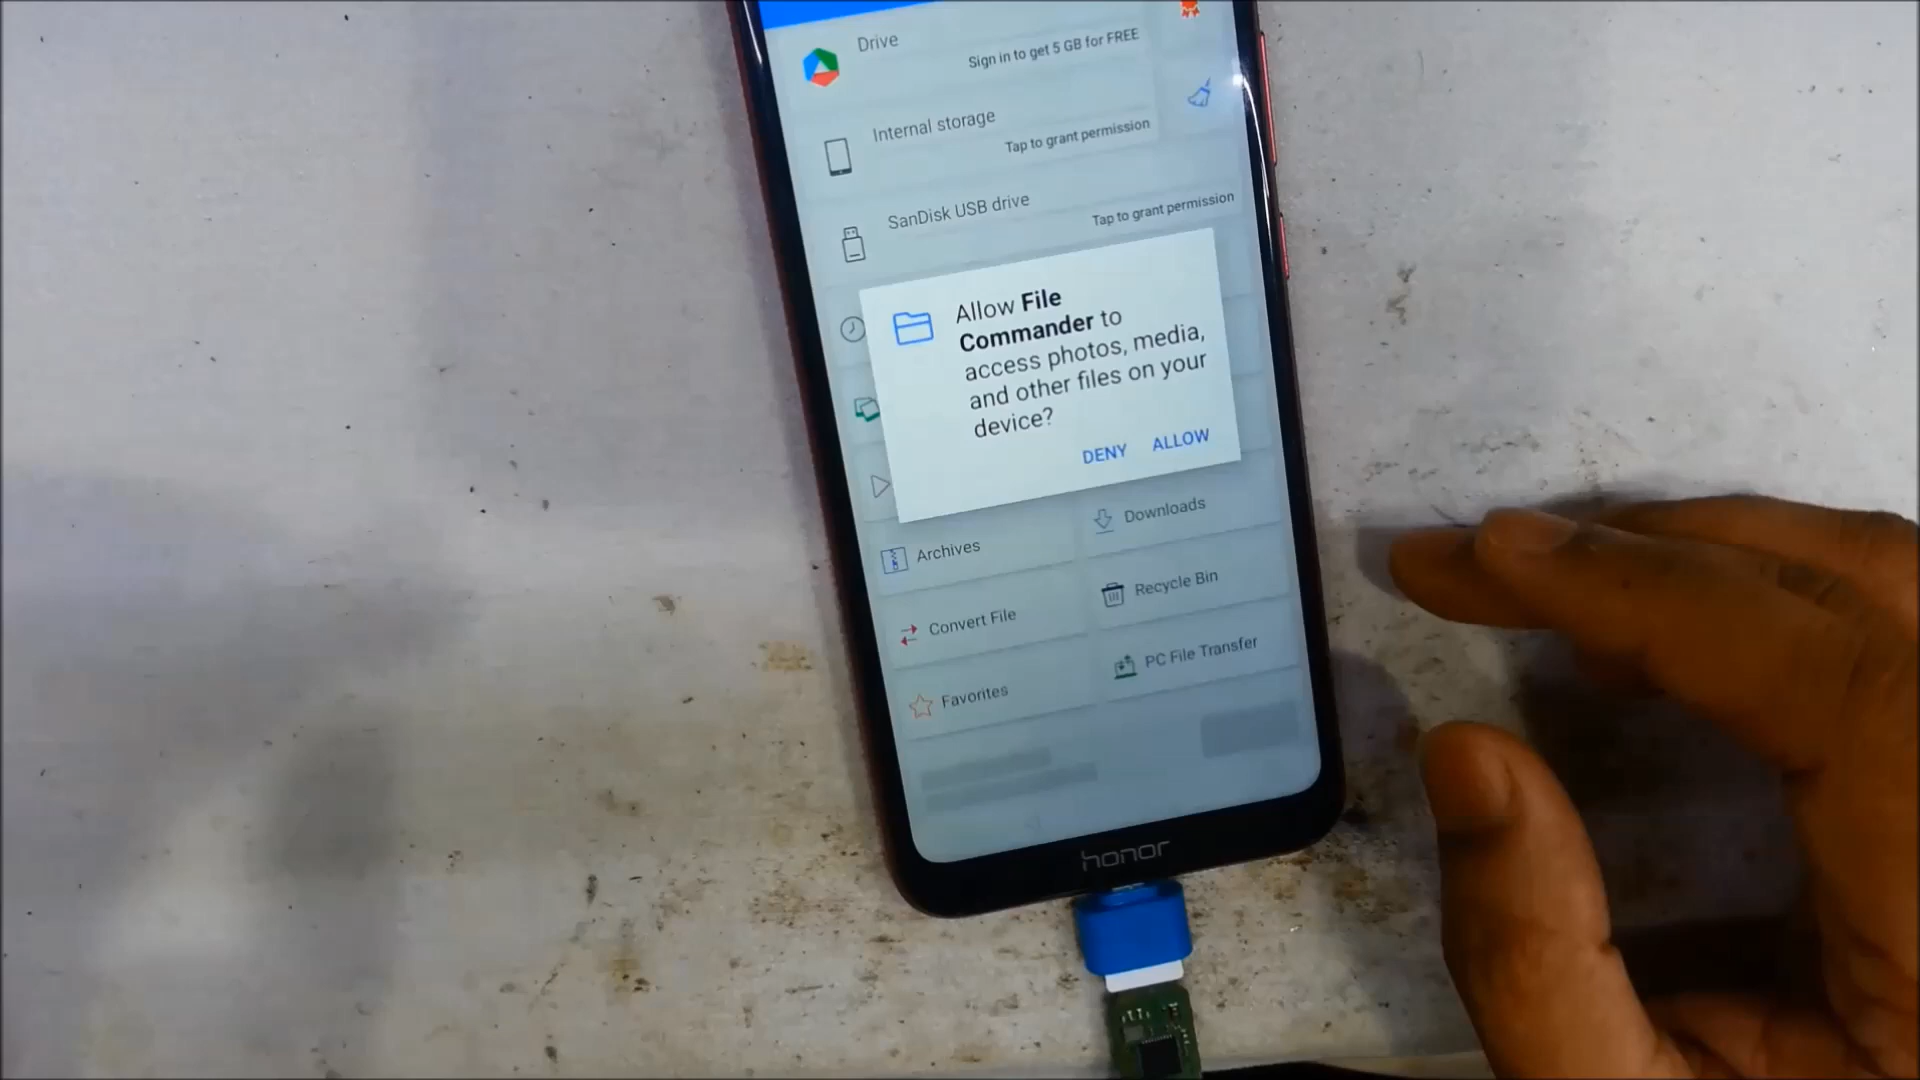 Drive
Sign in to get 5 GB for FREE
Internal storage
Tap to grant permission
SanDisk USB drive
Tap to grant permission
Allow File
Commander to
access photos, media,
and other files on your
device?
DENY ALLOW
Downloads
Archives
Recycle Bin
Convert File
PC File Transfer
Favorites
honor